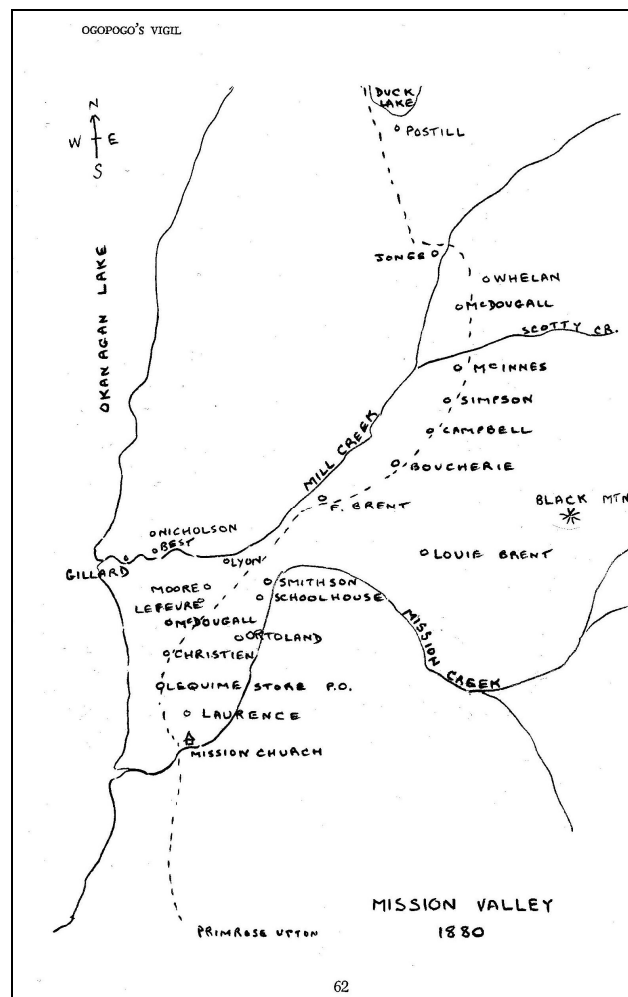 OGOPOGO'S VIGIL
N
W E
S
DUCK
LAKE
POSTILL
OKANAGAN LAKE
JONES
WHELAN
McDOUGALL
SCOTTY CR.
McINNES
SIMPSON
CAMPBELL
MILL CREEK
BOUCHERIE
F. BRENT
BLACK MTN
NICHOLSON
BEST
GILLARD
LYON
LOUIE BRENT
MOORE
SMITHSON
LEFEVRE
SCHOOLHOUSE
McDOUGALL
ORTOLAND
CHRISTIEN
MISSION
CREEK
LEQUIME STORE P.O.
LAURENCE
MISSION CHURCH
MISSION VALLEY
1880
PRIMROSE UPTON
62